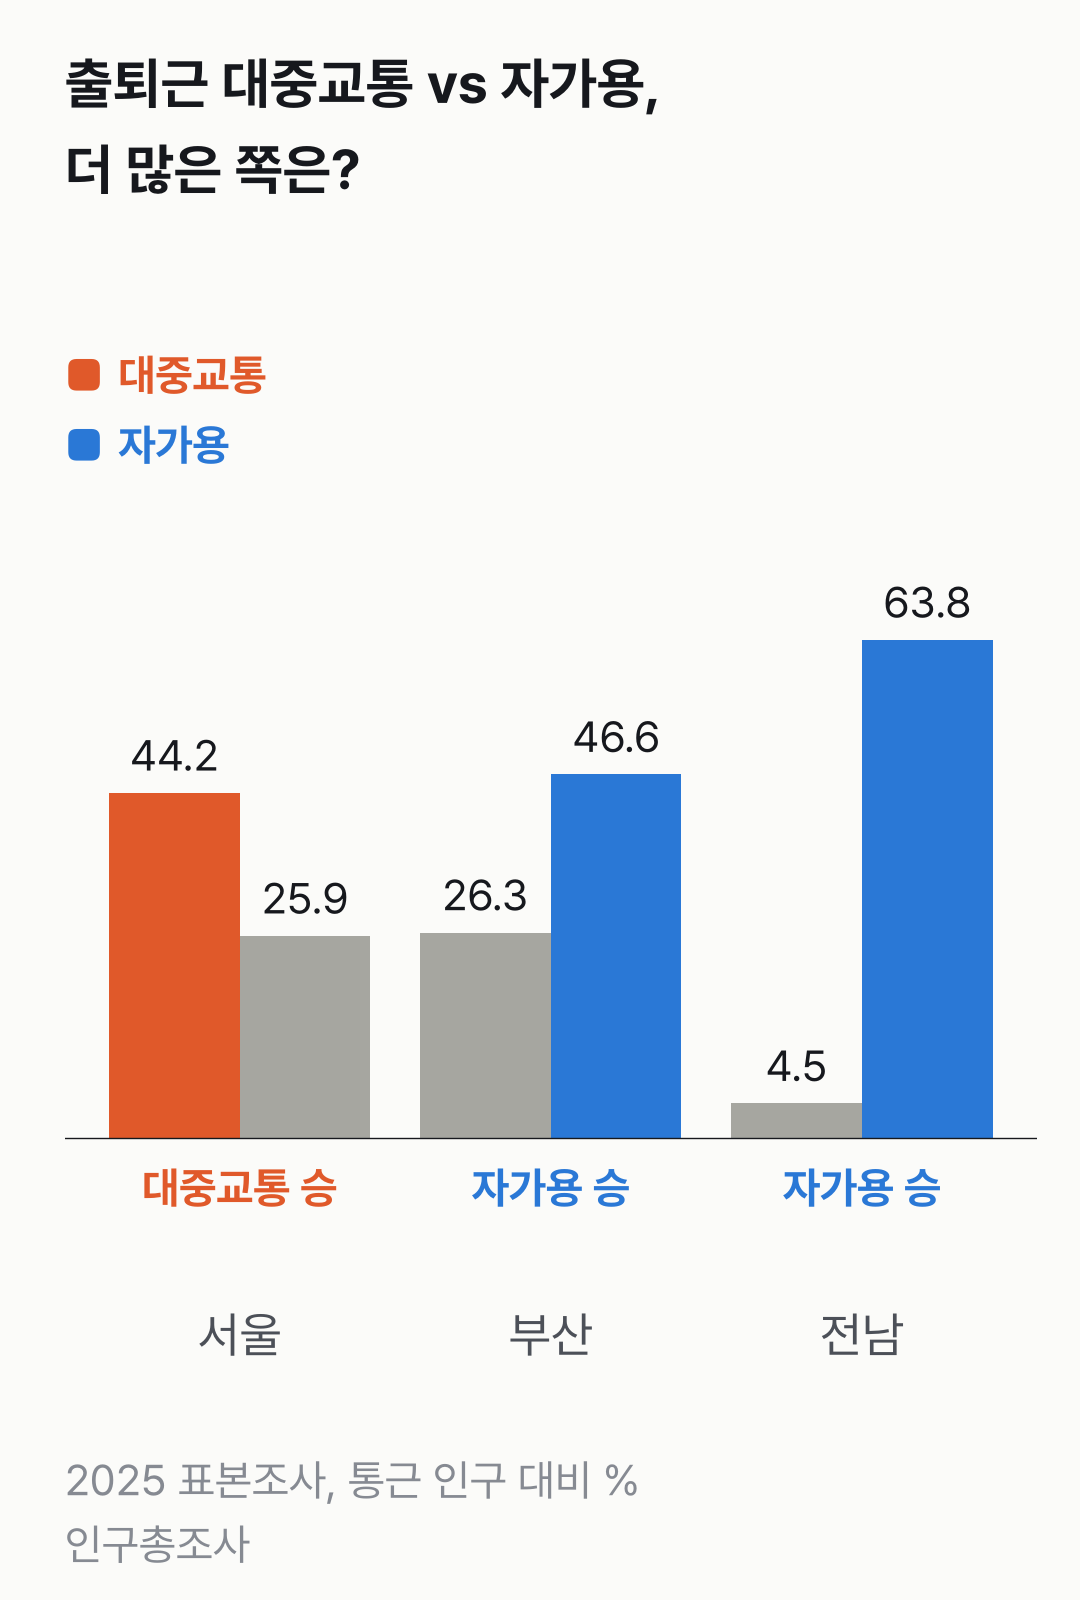 출퇴근 대중교통 vs 자가용,
더 많은 쪽은?
대중교통
자가용
63.8
46.6
44.2
25.9
26.3
4.5
대중교통 승
자가용 승
자가용 승
서울
부산
전남
2025 표본조사, 통근 인구 대비 %
인구총조사